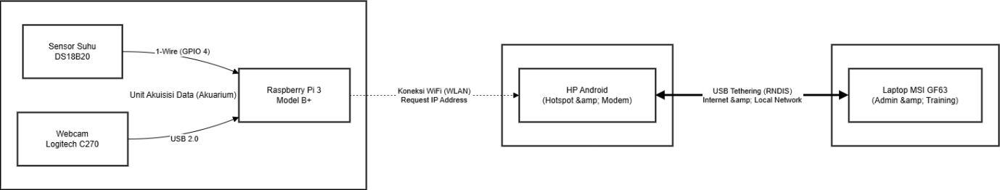 Sensor Suhu
DS18B20
1-Wire (GPIO 4)
Unit Akuisisi Data (Akuarium)
Raspberry Pi 3
Model B+
Webcam
Logitech C270
USB 2.0
Koneksi WiFi (WLAN)
Request IP Address
HP Android
(Hotspot &amp; Modem)
USB Tethering (RNDIS)
Internet &amp; Local Network
Laptop MSI GF63
(Admin &amp; Training)